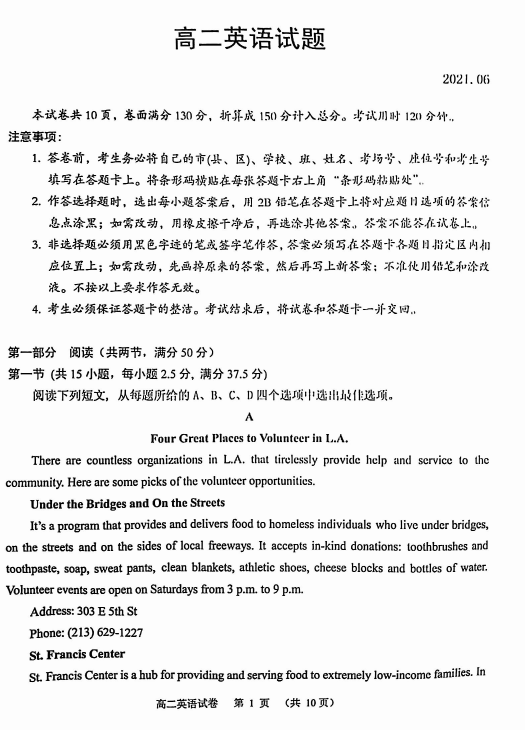 高二英语试题
2021.06
本试卷共 10 页，卷面满分 130 分，折算成 150 分计入总分。考试用时 120 分钟。
注意事项：
1. 答卷前，考生务必将自己的市(县、区)、学校、班、姓名、考场号、座位号和考生号
填写在答题卡上。将条形码横贴在每张答题卡右上角“条形码粘贴处”。
2. 作答选择题时，选出每小题答案后，用 2B 铅笔在答题卡上将对应题目选项的答案信
息点涂黑；如需改动，用橡皮擦干净后，再选涂其他答案。答案不能答在试卷上。
3. 非选择题必须用黑色字迹的笔或签字笔作答，答案必须写在答题卡各题目指定区内相
应位置上；如需改动，先画掉原来的答案，然后再写上新答案；不准使用铅笔和涂改
液。不按以上要求作答无效。
4. 考生必须保证答题卡的整洁。考试结束后，将试卷和答题卡一并交回。
第一部分 阅读（共两节，满分 50 分）
第一节 (共 15 小题，每小题 2.5 分, 满分 37.5 分)
阅读下列短文，从每题所给的 A、B、C、D 四个选项中选出最佳选项。
A
Four Great Places to Volunteer in L.A.
There are countless organizations in L.A. that tirelessly provide help and service to the
community. Here are some picks of the volunteer opportunities.
Under the Bridges and On the Streets
It's a program that provides and delivers food to homeless individuals who live under bridges,
on the streets and on the sides of local freeways. It accepts in-kind donations: toothbrushes and
toothpaste, soap, sweat pants, clean blankets, athletic shoes, cheese blocks and bottles of water.
Volunteer events are open on Saturdays from 3 p.m. to 9 p.m.
Address: 303 E 5th St
Phone: (213) 629-1227
St. Francis Center
St. Francis Center is a hub for providing and serving food to extremely low-income families. In
高二英语试卷 第 1 页 （共 10 页）